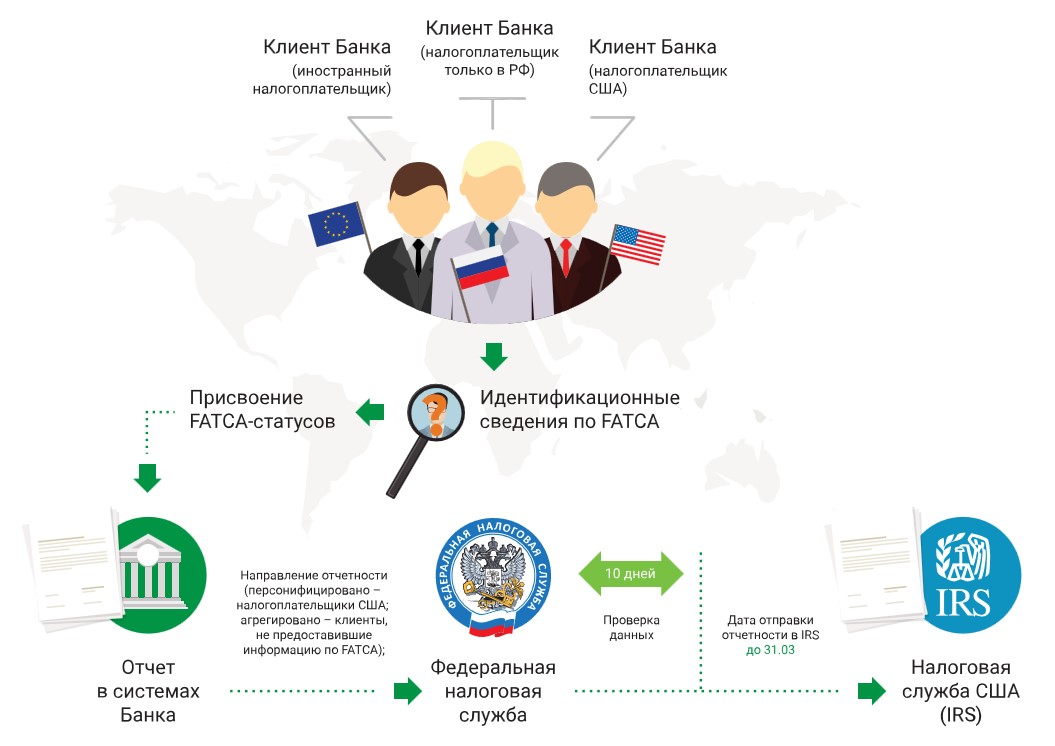 Клиент Банка
(иностранный
налогоплательщик)
Клиент Банка
(налогоплательщик
только в РФ)
Клиент Банка
(налогоплательщик
США)
Идентификационные
сведения по FATCA
Присвоение
FATCA-статусов
Отчет
в системах
Банка
Направление отчетности
(персонифицировано –
налогоплательщики США;
агрегировано – клиенты,
не предоставившие
информацию по FATCA);
ФЕДЕРАЛЬНАЯ НАЛОГОВАЯ СЛУЖБА
Федеральная
налоговая
служба
10 дней
Проверка
данных
Дата отправки
отчетности в IRS
до 31.03
IRS
Налоговая
служба США
(IRS)